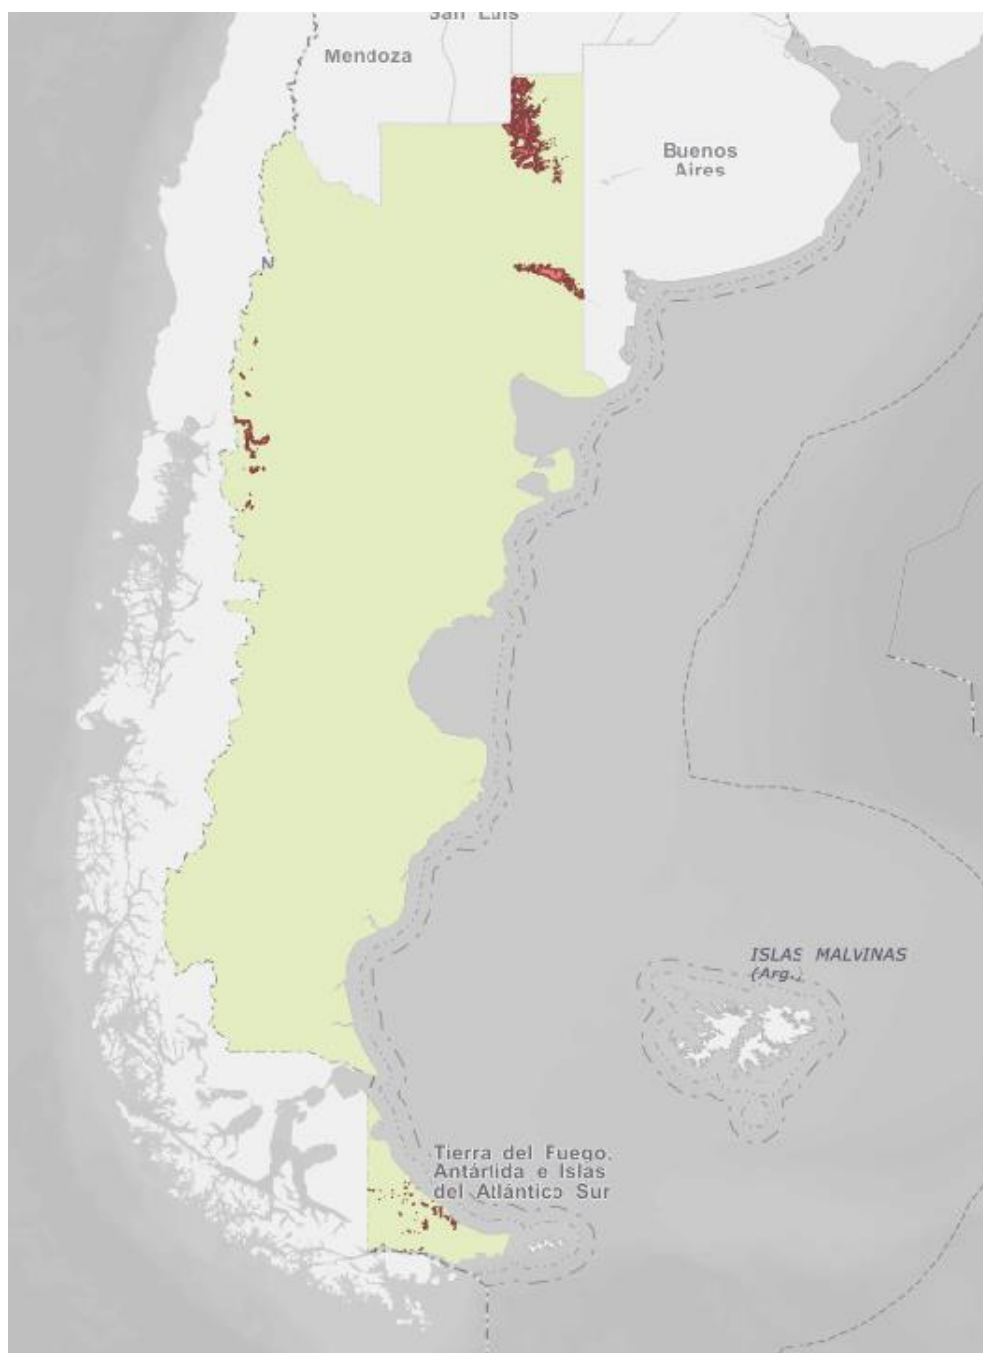 San Luis
Mendoza
Buenos
Aires
N
ISLAS MALVINAS
(Arg.)
Tierra del Fuego,
Antártida e Islas
del Atlántico Sur